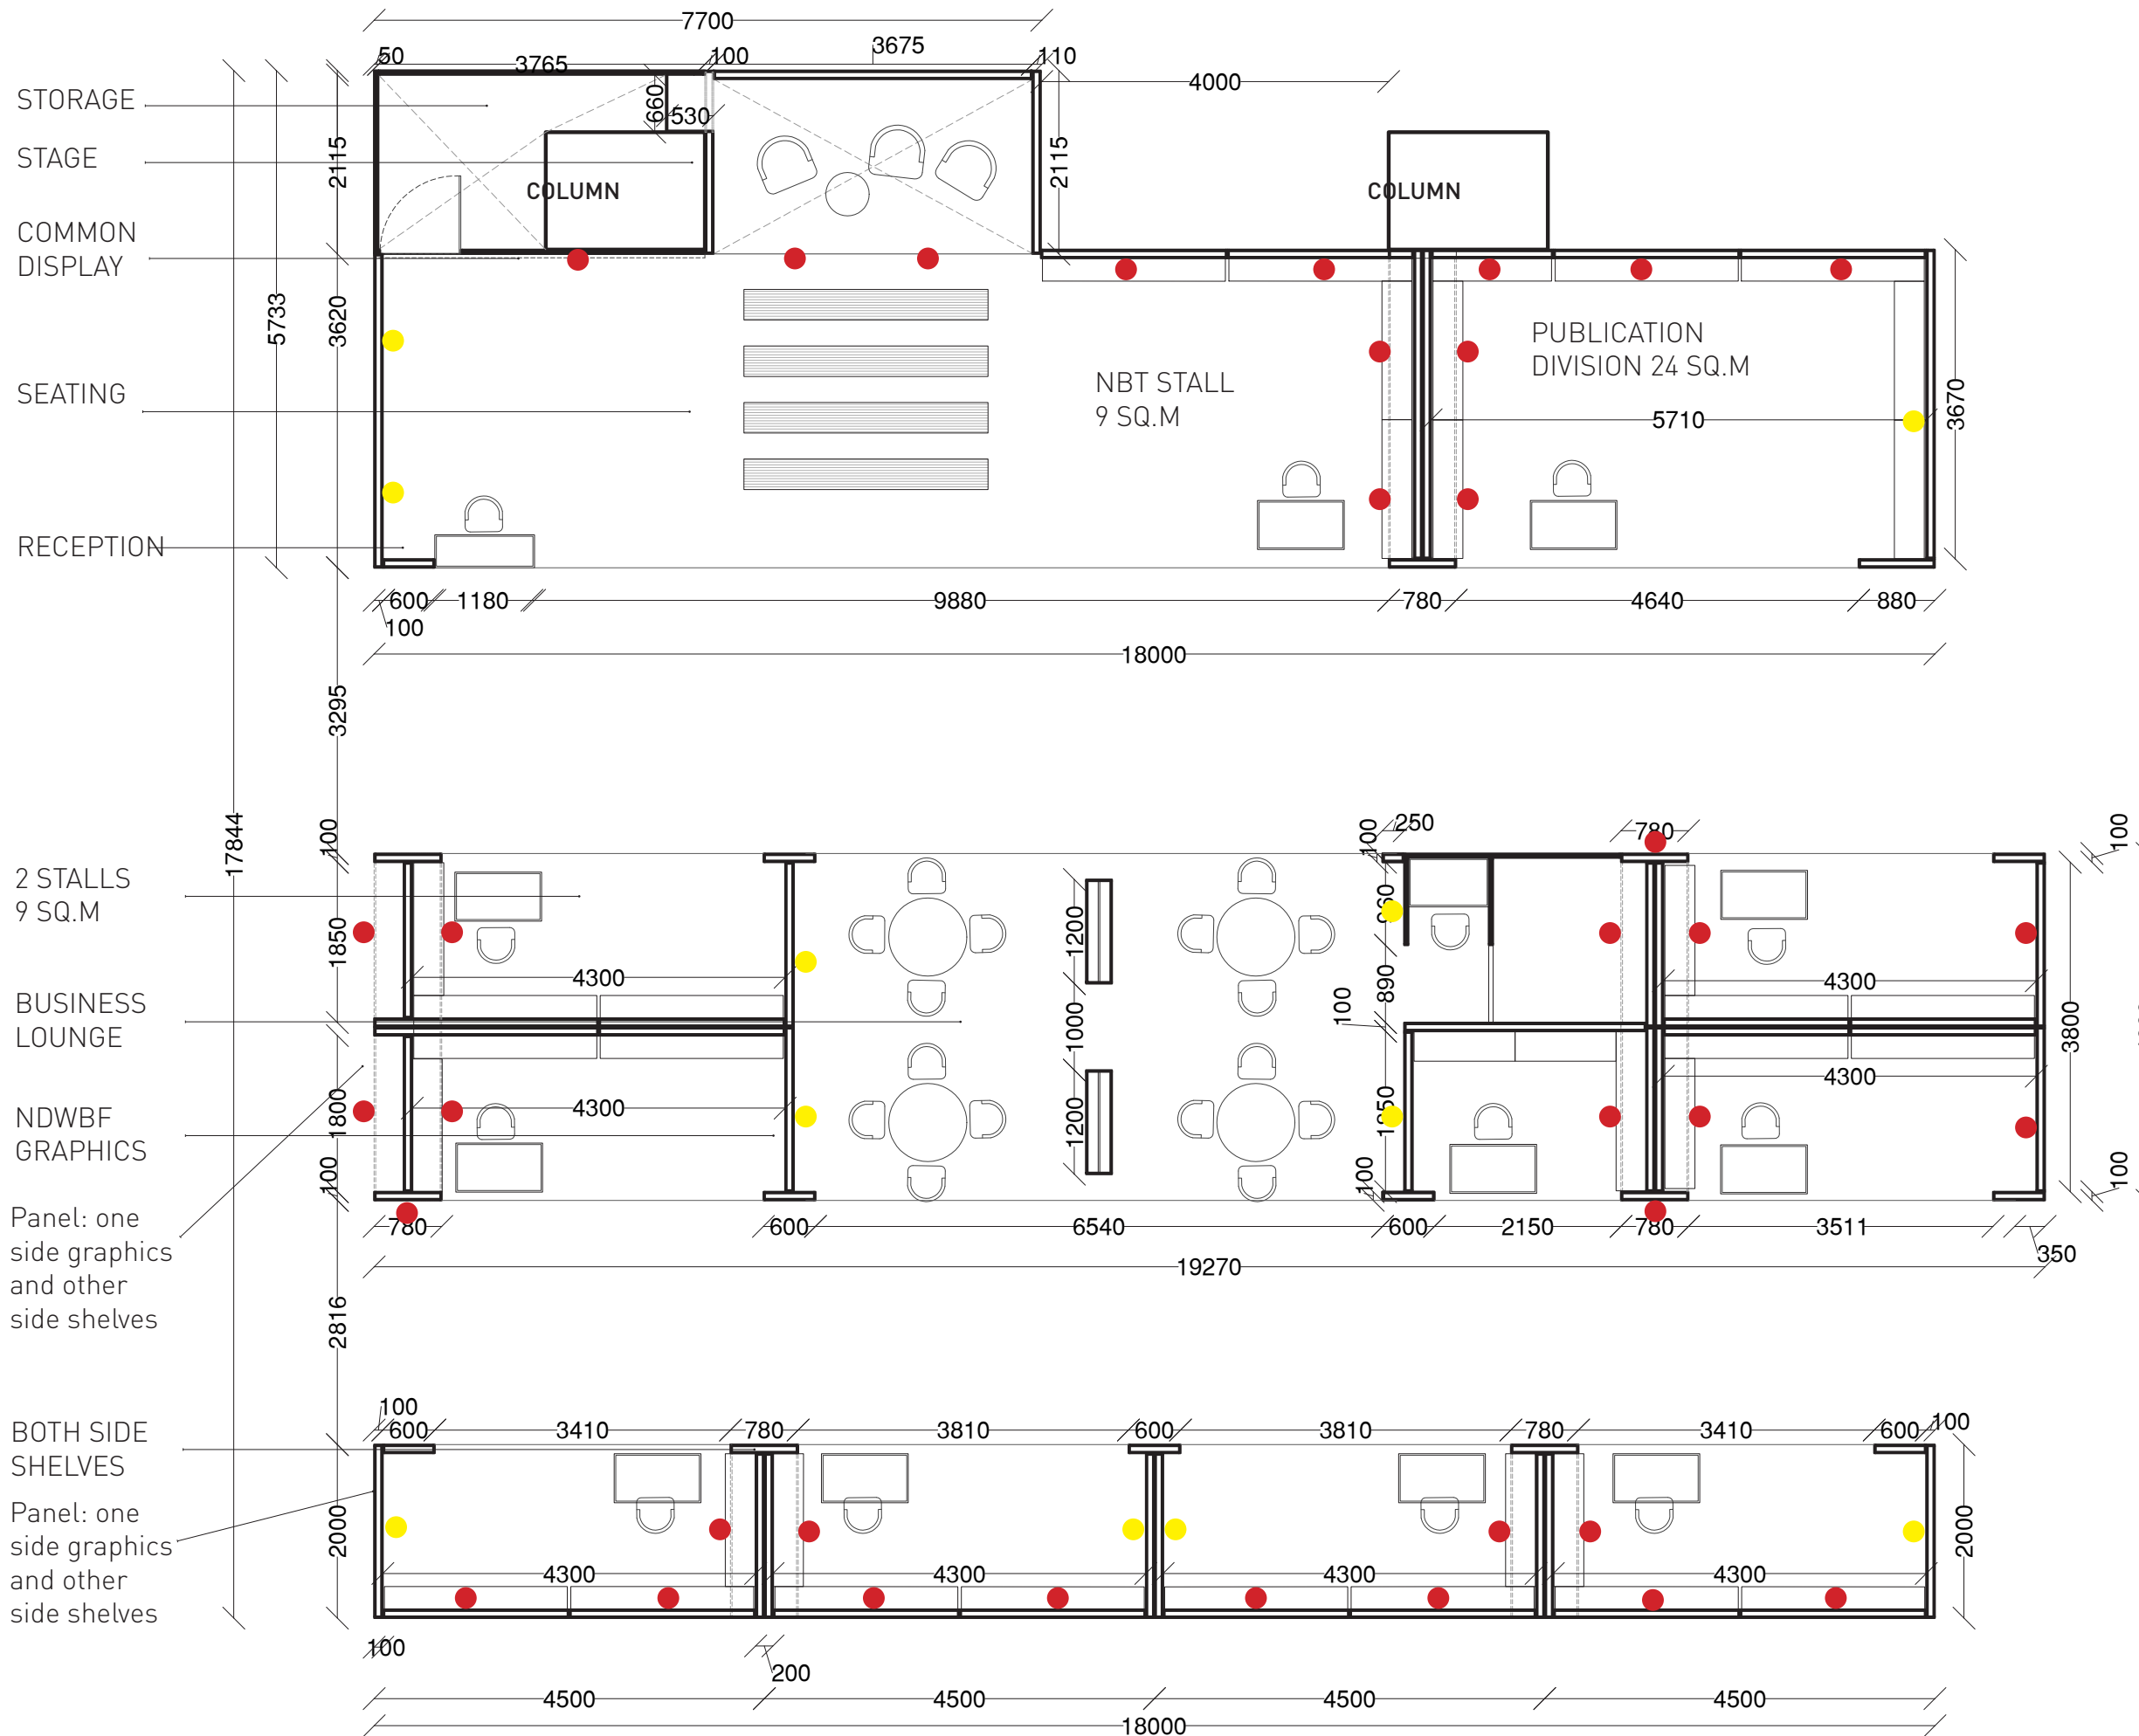 7700
50
3765
100
3675
110
4000
STORAGE
660
530
STAGE
2115
2115
COLUMN
COLUMN
COMMON
DISPLAY
5733
3620
PUBLICATION
DIVISION 24 SQ.M
NBT STALL
9 SQ.M
SEATING
5710
3670
RECEPTION
600
1180
9880
780
4640
880
100
18000
3295
17844
100
100
250
780
100
2 STALLS
9 SQ.M
1850
1200
4300
890
4300
BUSINESS
LOUNGE
100
1000
3800
4300
4300
NDWBF
GRAPHICS
1800
1200
100
100
100
Panel: one
side graphics
and other
side shelves
780
600
6540
600
2150
780
3511
350
19270
2816
100
600
3410
780
3810
600
3810
780
3410
600
100
BOTH SIDE
SHELVES
Panel: one
side graphics
and other
side shelves
2000
2000
4300
4300
4300
4300
100
200
4500
4500
4500
4500
18000